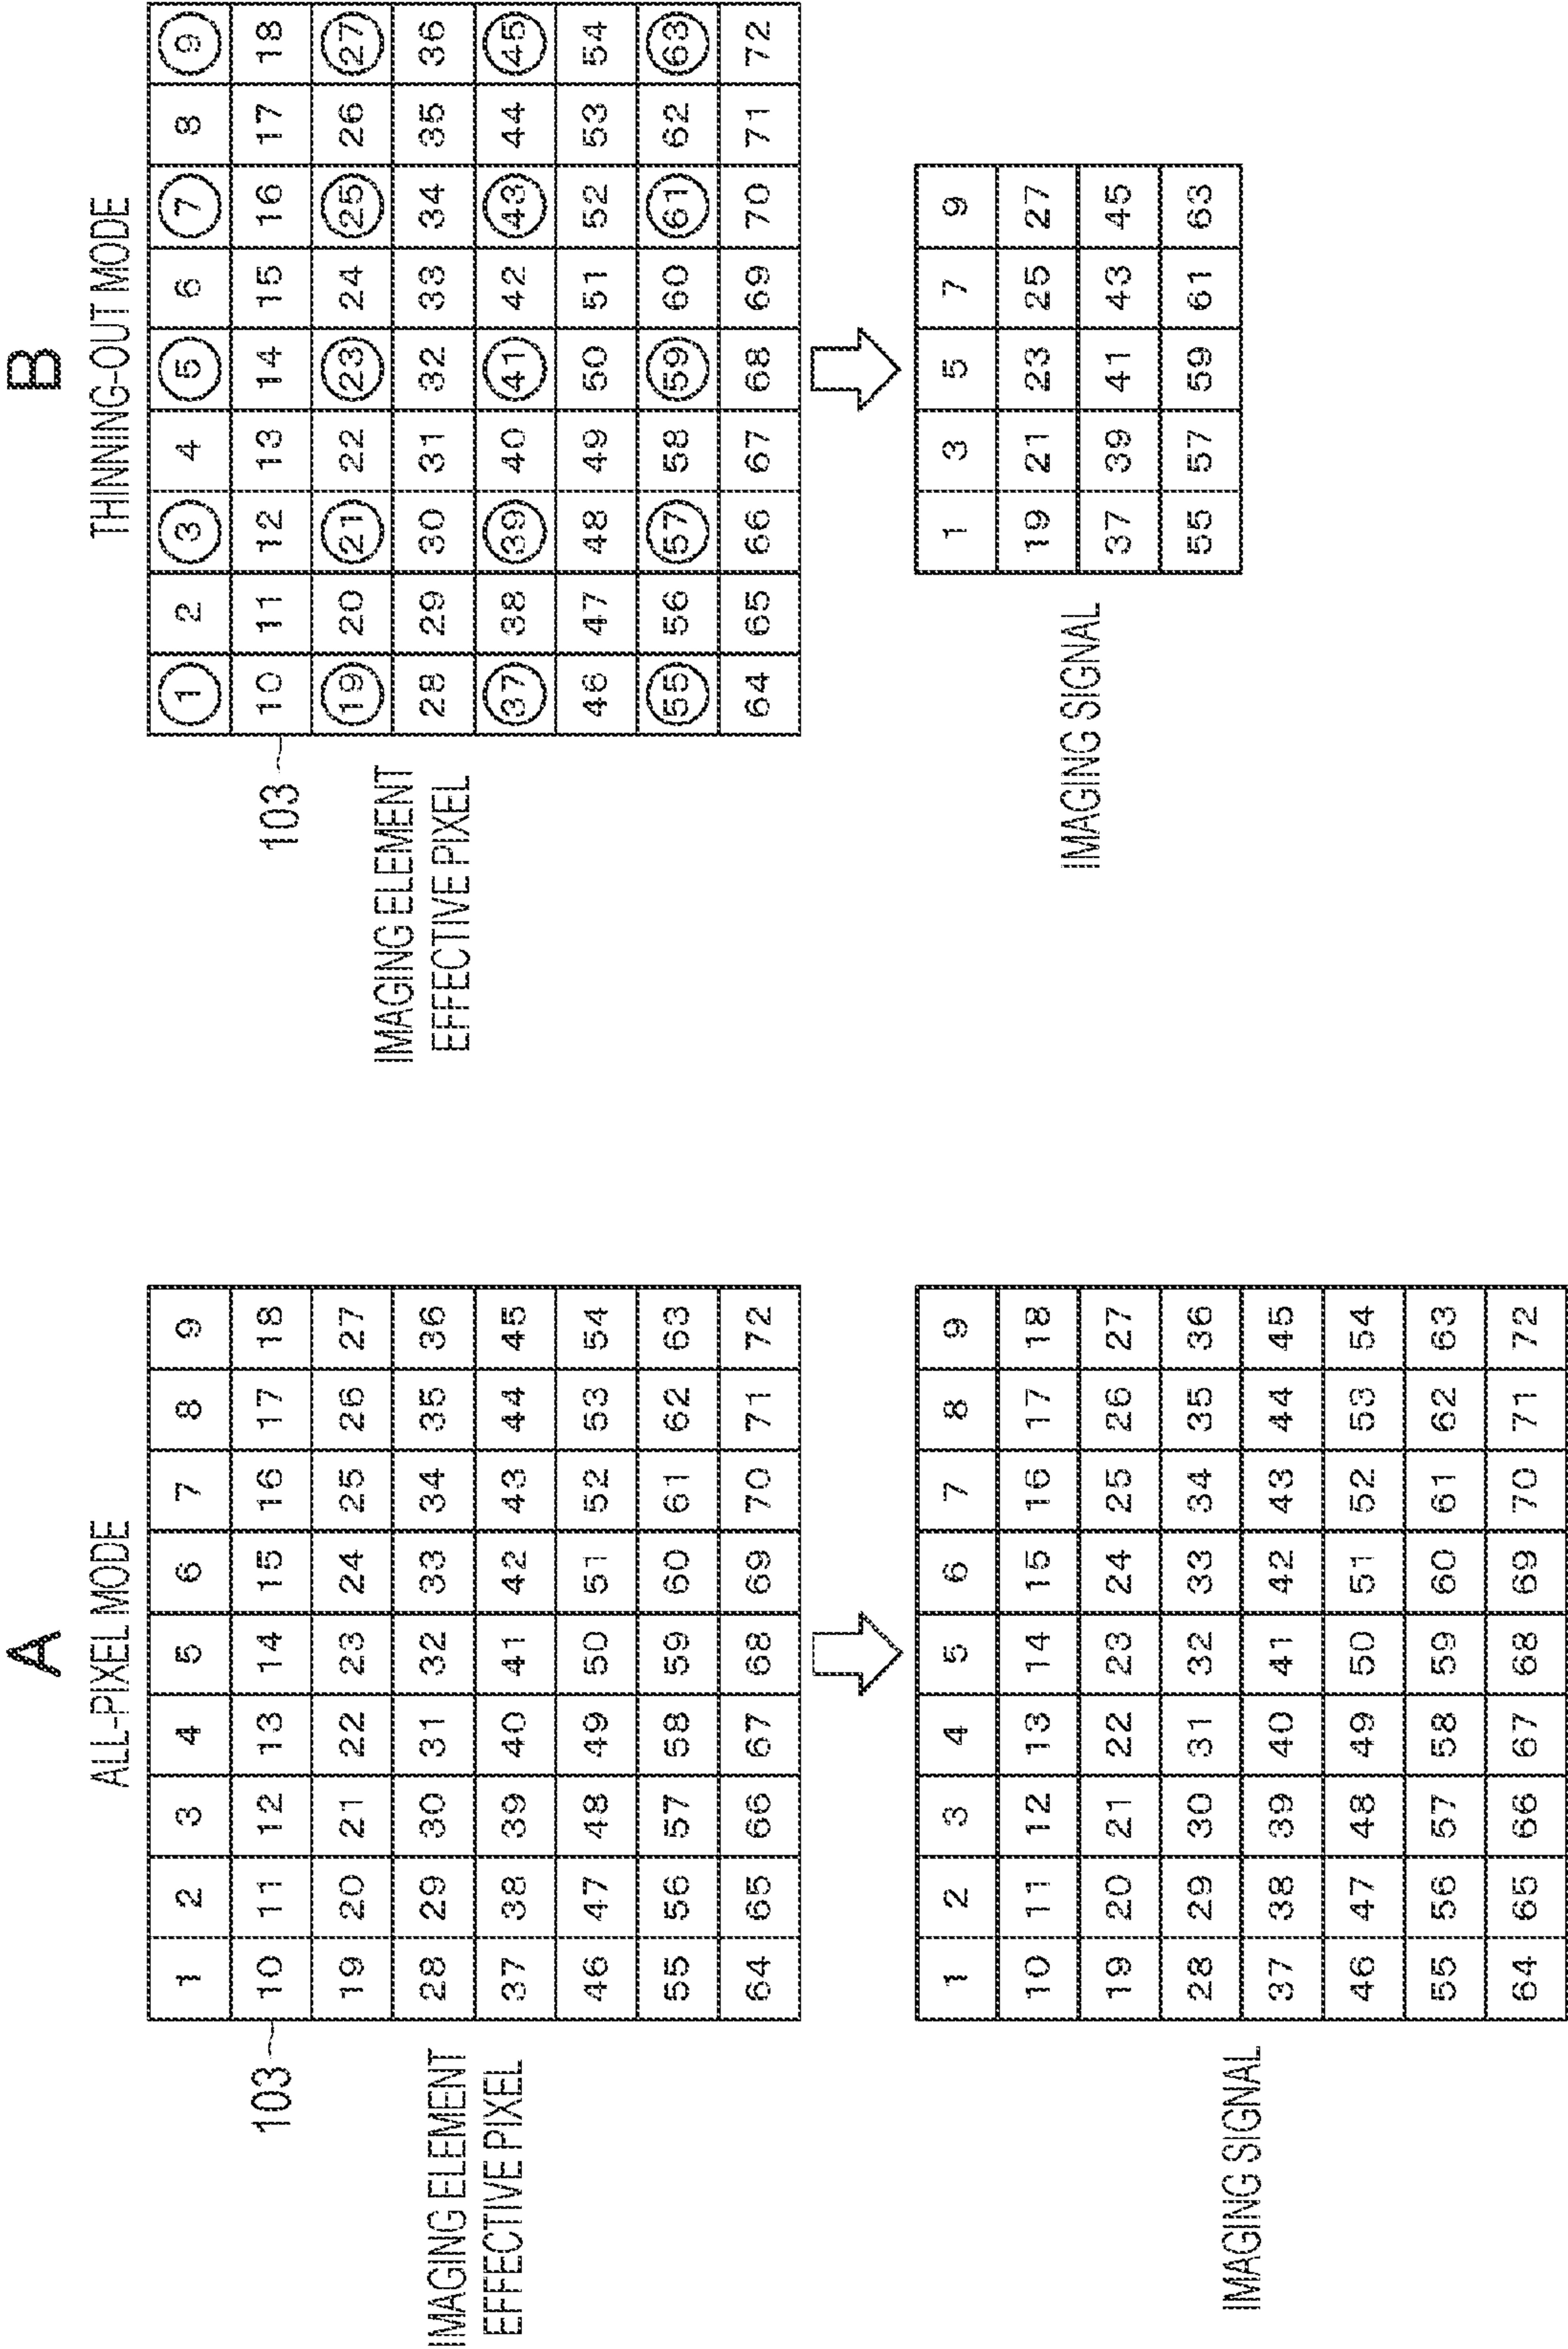 A
ALL-PIXEL MODE
103
IMAGING ELEMENT
EFFECTIVE PIXEL
1 2 3 4 5 6 7 8 9
10 11 12 13 14 15 16 17 18
19 20 21 22 23 24 25 26 27
28 29 30 31 32 33 34 35 36
37 38 39 40 41 42 43 44 45
46 47 48 49 50 51 52 53 54
55 56 57 58 59 60 61 62 63
64 65 66 67 68 69 70 71 72
IMAGING SIGNAL
1 2 3 4 5 6 7 8 9
10 11 12 13 14 15 16 17 18
19 20 21 22 23 24 25 26 27
28 29 30 31 32 33 34 35 36
37 38 39 40 41 42 43 44 45
46 47 48 49 50 51 52 53 54
55 56 57 58 59 60 61 62 63
64 65 66 67 68 69 70 71 72
B
THINNING-OUT MODE
103
IMAGING ELEMENT
EFFECTIVE PIXEL
1 2 3 4 5 6 7 8 9
10 11 12 13 14 15 16 17 18
19 20 21 22 23 24 25 26 27
28 29 30 31 32 33 34 35 36
37 38 39 40 41 42 43 44 45
46 47 48 49 50 51 52 53 54
55 56 57 58 59 60 61 62 63
64 65 66 67 68 69 70 71 72
IMAGING SIGNAL
1 3 5 7 9
19 21 23 25 27
37 39 41 43 45
55 57 59 61 63